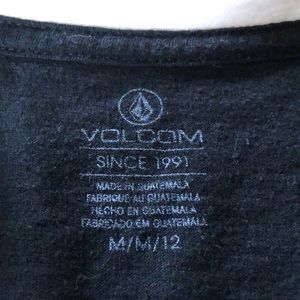 VOLCOM
SINCE 1991
MADE IN GUATEMALA
FABRIQUE AU GUATEMALA
HECHO EN GUATEMALA
FABRICADO EM GUATEMALA
M/M/12